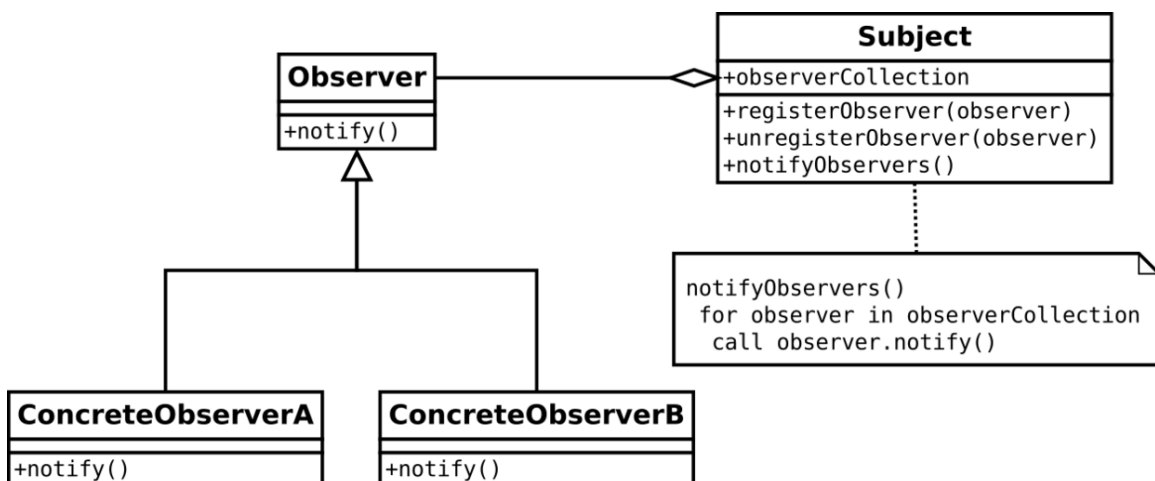 Observer
+notify()
Subject
+observerCollection
+registerObserver(observer)
+unregisterObserver(observer)
+notifyObservers()
notifyObservers()
for observer in observerCollection
call observer.notify()
ConcreteObserverA
+notify()
ConcreteObserverB
+notify()